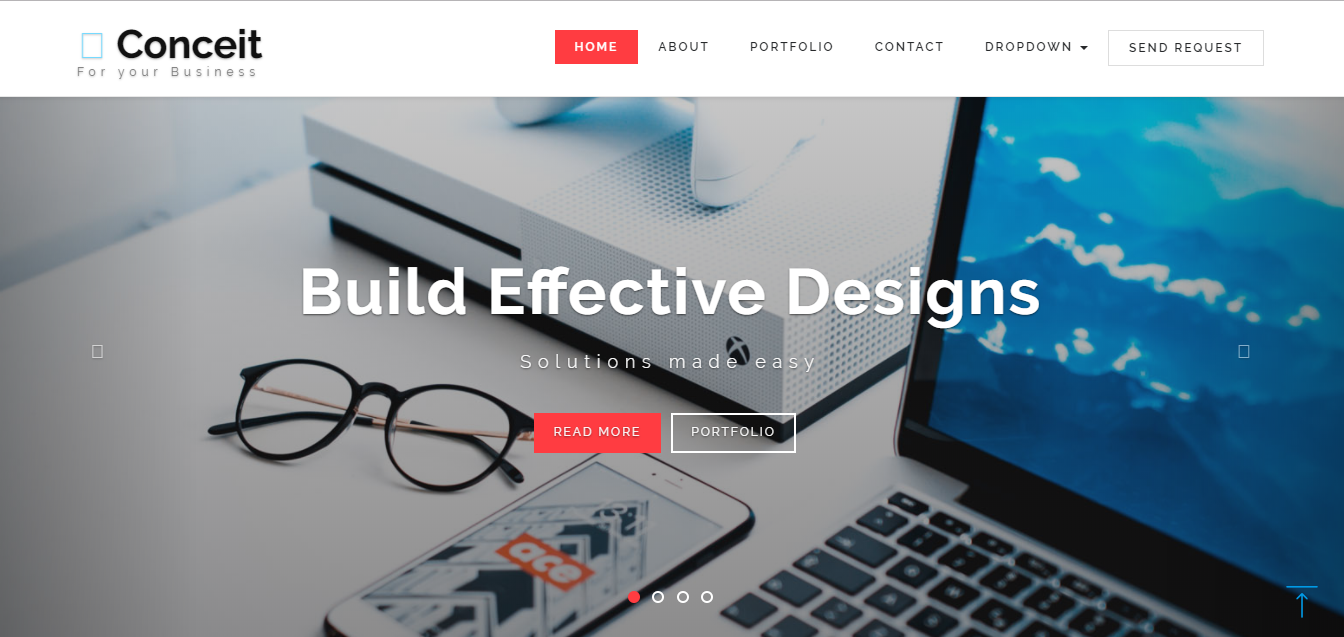 Conceit
For your Business
HOME
ABOUT
PORTFOLIO
CONTACT
DROPDOWN
SEND REQUEST
Build Effective Designs
Solutions made easy
READ MORE
PORTFOLIO
ace